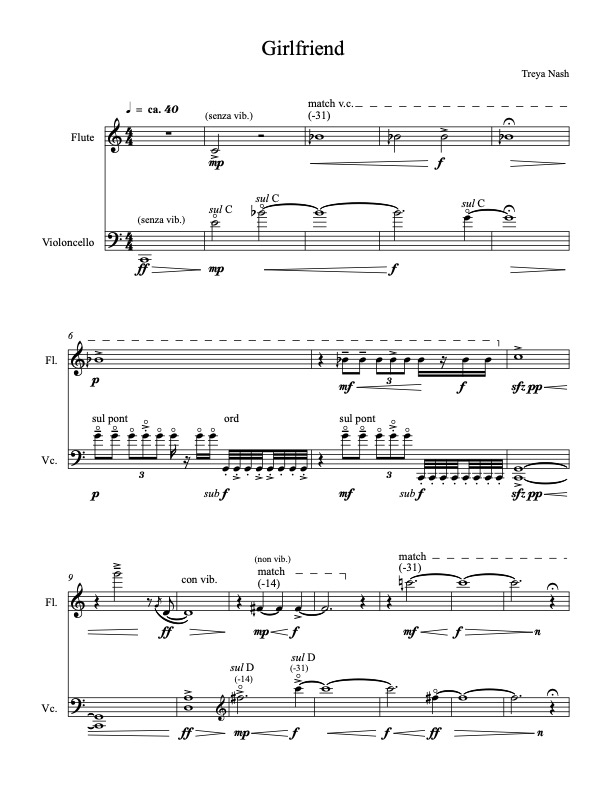 Girlfriend
Treya Nash
♩ = ca. 40
match v.c.
(senza vib.)
(-31)
Flute
mp
f
sul C
sul C
sul C
(senza vib.)
Violoncello
ff
mp
f
6
Fl.
p
mf
3
f
sfz pp
sul pont
ord
sul pont
Vc.
3
3
p
sub f
mf
sub f
sfz pp
9
(non vib.)
match
con vib.
match
(-14)
(-31)
Fl.
ff
mp
f
mf
f
n
sul D
sul D
(-14)
(-31)
Vc.
ff
mp
f
f
ff
n